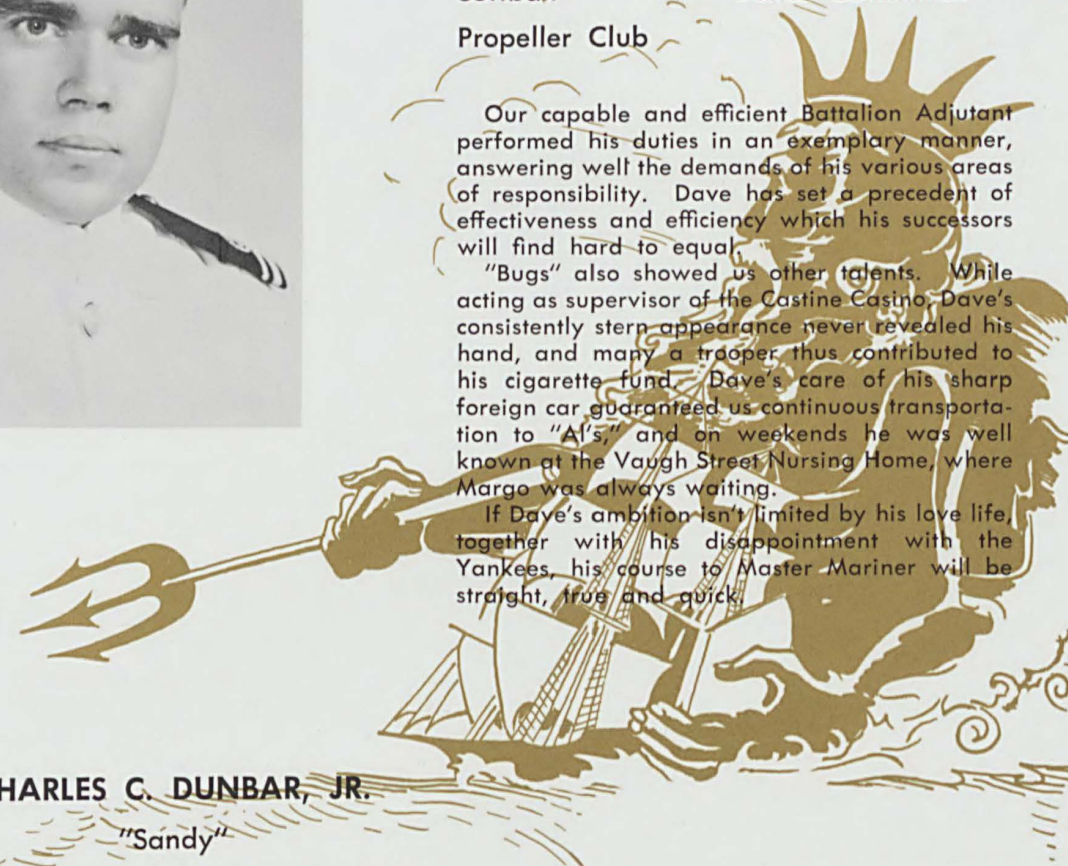 Propeller Club
Our capable and efficient Battalion Adjutant
performed his duties in an exemplary manner,
answering well the demands of his various areas
of responsibility. Dave has set a precedent of
effectiveness and efficiency which his successors
will find hard to equal.
"Bugs" also showed us other talents. While
acting as supervisor of the Castine Casino, Dave's
consistently stern appearance never revealed his
hand, and many a trooper thus contributed to
his cigarette fund. Dave's care of his sharp
foreign car guaranteed us continuous transporta-
tion to "Al's," and on weekends he was well
known at the Vaugh Street Nursing Home, where
Margo was always waiting.
If Dave's ambition isn't limited by his love life,
together with his disappointment with the
Yankees, his course to Master Mariner will be
straight, true and quick.
HARLES C. DUNBAR, JR.
"Sandy"